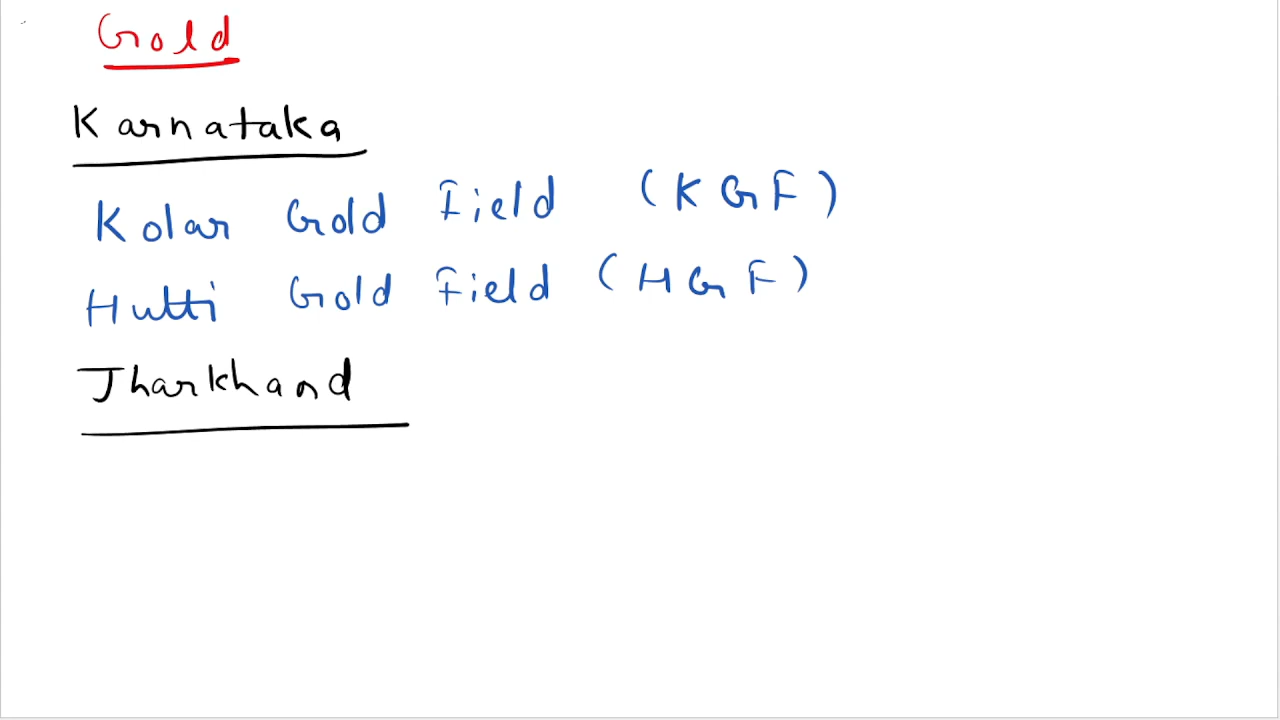 Gold
Karnataka
Kolar Gold Field (KGF)
Hutti Gold Field (HGF)
Jharkhand